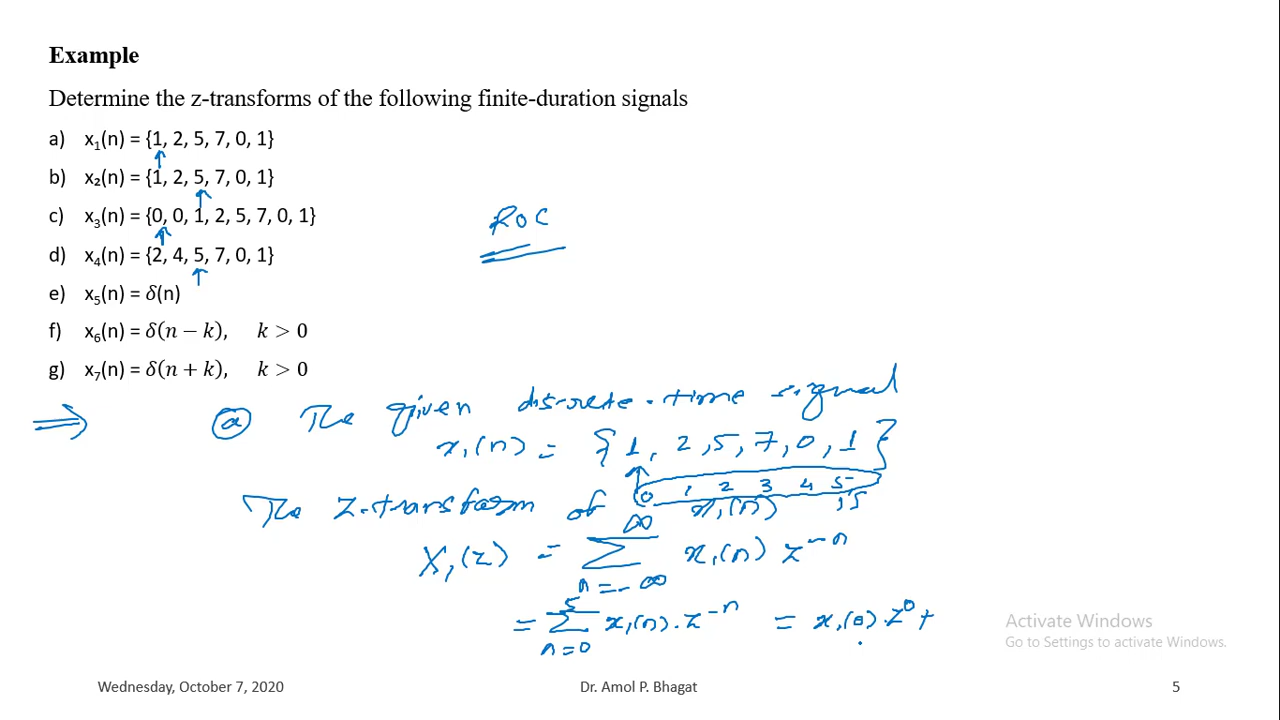 Example
Determine the z-transforms of the following finite-duration signals
a) x₁(n) = {1, 2, 5, 7, 0, 1}
↑
b) x₂(n) = {1, 2, 5, 7, 0, 1}
↑
c) x₃(n) = {0, 0, 1, 2, 5, 7, 0, 1}
↑
ROC
d) x₄(n) = {2, 4, 5, 7, 0, 1}
↑
e) x₅(n) = δ(n)
f) x₆(n) = δ(n − k), k > 0
g) x₇(n) = δ(n + k), k > 0
⇒ (a) The given discrete-time signal
x₁(n) = {1, 2, 5, 7, 0, 1}
↑ 0 1 2 3 4 5
The Z-transform of x₁(n) is
X₁(z) = ∑_{n=-∞}^{∞} x₁(n) z^{-n}
= ∑_{n=0}^{5} x₁(n) . z^{-n} = x₁(0) . z⁰ +
Activate Windows
Go to Settings to activate Windows.
Wednesday, October 7, 2020 Dr. Amol P. Bhagat 5